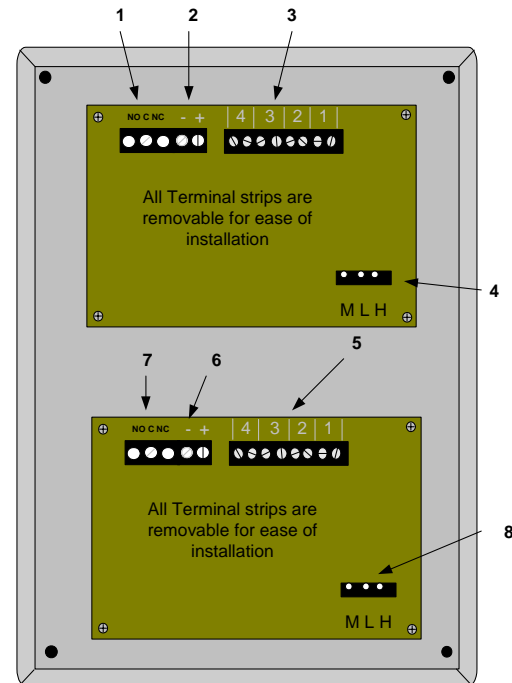 1 2 3
NO C NC - + 4 3 2 1
All Terminal strips are
removable for ease of
installation
4
M L H
5
7 6
NO C NC - + 4 3 2 1
All Terminal strips are
removable for ease of
installation
8
M L H